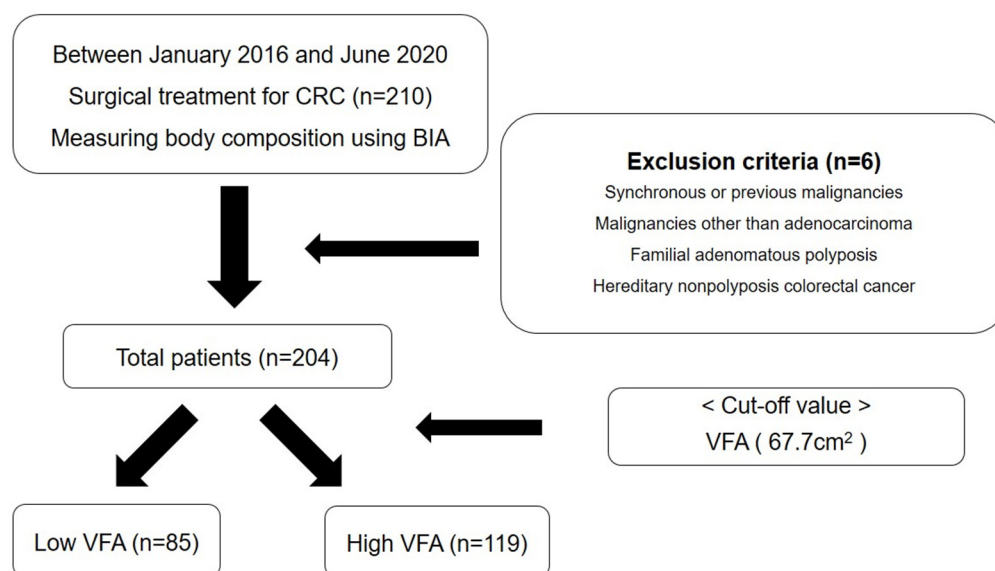 Between January 2016 and June 2020
Surgical treatment for CRC (n=210)
Measuring body composition using BIA
Exclusion criteria (n=6)
Synchronous or previous malignancies
Malignancies other than adenocarcinoma
Familial adenomatous polyposis
Hereditary nonpolyposis colorectal cancer
Total patients (n=204)
< Cut-off value >
VFA ( 67.7cm² )
Low VFA (n=85)
High VFA (n=119)